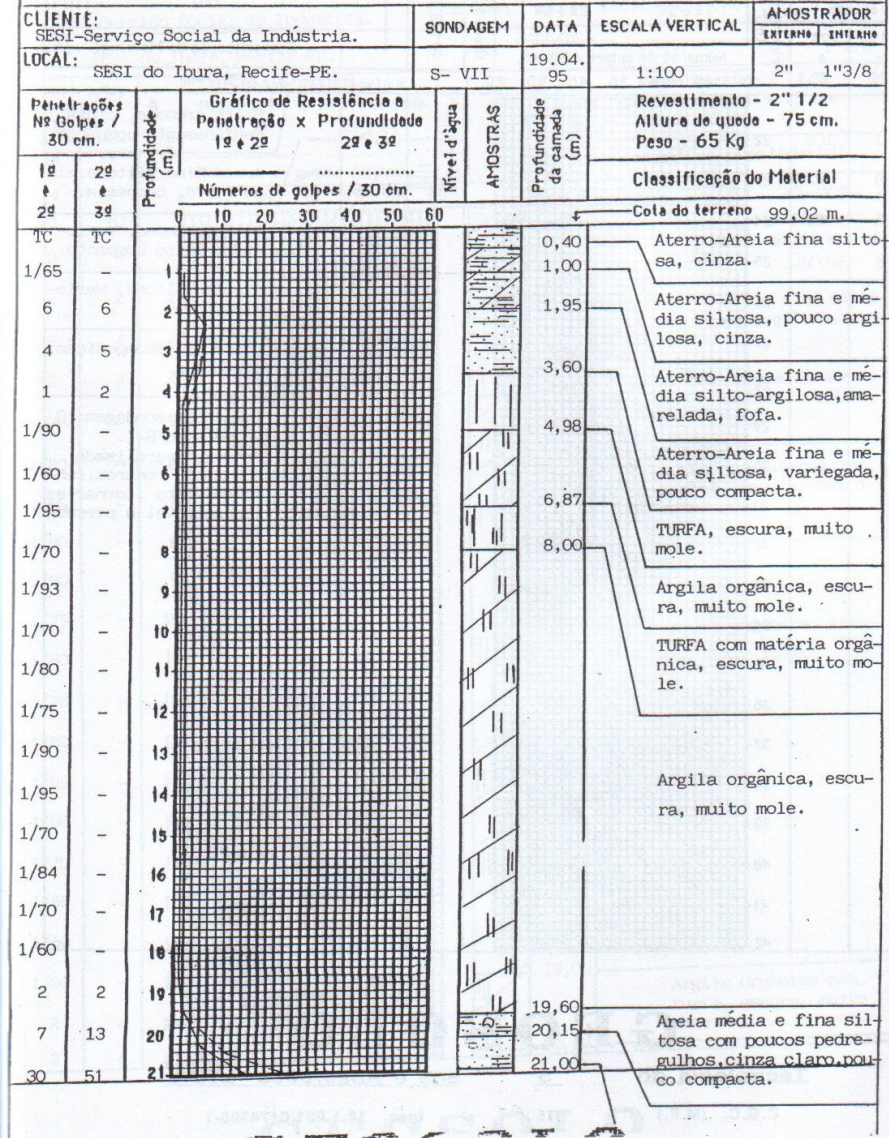 CLIENTE:
SESI-Serviço Social da Indústria.
SONDAGEM
DATA
ESCALA VERTICAL
AMOSTRADOR
EXTERNO INTERNO
LOCAL:
SESI do Ibura, Recife-PE.
S- VII
19.04.
95
1:100
2" 1"3/8
Penetrações
Nº Golpes /
30 cm.
1º 2º
e e
2º 3º
Profundidade
(m)
Gráfico de Resistência a
Penetração x Profundidade
1º e 2º 2º e 3º
Números de golpes / 30 cm.
0 10 20 30 40 50 60
Nível d'água
AMOSTRAS
Profundidade
da camada
(m)
Revestimento - 2" 1/2
Altura de queda - 75 cm.
Peso - 65 Kg
Classificação do Material
Cota do terreno 99,02 m.
TC TC
1/65 - 1
6 6 2
4 5 3
1 2 4
1/90 - 5
1/60 - 6
1/95 - 7
1/70 - 8
1/93 - 9
1/70 - 10
1/80 - 11
1/75 - 12
1/90 - 13
1/95 - 14
1/70 - 15
1/84 - 16
1/70 - 17
1/60 - 18
2 2 19
7 13 20
30 51 21
0,40
1,00
1,95
3,60
4,98
6,87
8,00
19,60
20,15
21,00
Aterro-Areia fina silto-
sa, cinza.
Aterro-Areia fina e mé-
dia siltosa, pouco argi-
losa, cinza.
Aterro-Areia fina e mé-
dia silto-argilosa,ama-
relada, fofa.
Aterro-Areia fina e mé-
dia siltosa, variegada,
pouco compacta.
TURFA, escura, muito
mole.
Argila orgânica, escu-
ra, muito mole.
TURFA com matéria orgâ-
nica, escura, muito mo-
le.
Argila orgânica, escu-
ra, muito mole.
Areia média e fina sil-
tosa com poucos pedre-
gulhos,cinza claro,pou-
co compacta.